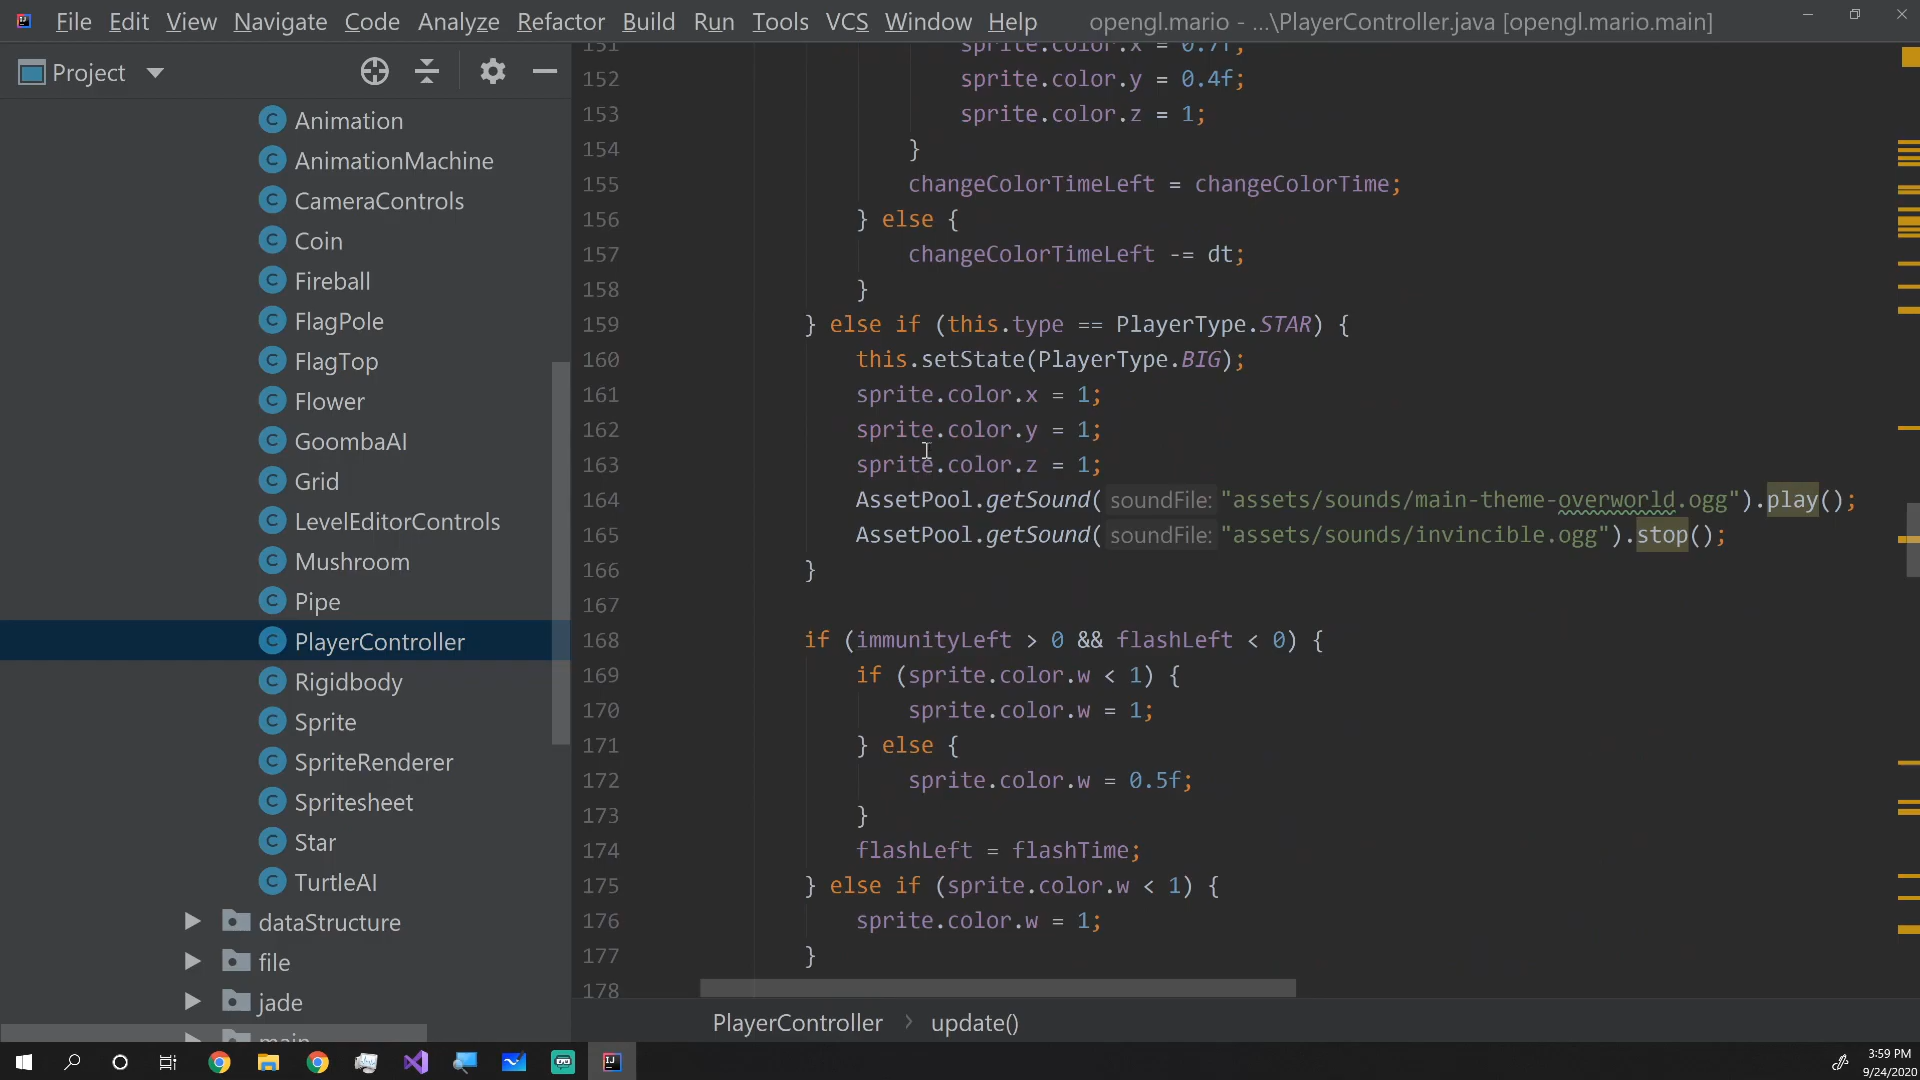 File Edit View Navigate Code Analyze Refactor Build Run Tools VCS Window Help opengl.mario - ...\PlayerController.java [opengl.mario.main]
Project
Animation
AnimationMachine
CameraControls
Coin
Fireball
FlagPole
FlagTop
Flower
GoombaAI
Grid
LevelEditorControls
Mushroom
Pipe
PlayerController
Rigidbody
Sprite
SpriteRenderer
Spritesheet
Star
TurtleAI
dataStructure
file
jade
main
151 sprite.color.x = 0.7f;
152 sprite.color.y = 0.4f;
153 sprite.color.z = 1;
154 }
155 changeColorTimeLeft = changeColorTime;
156 } else {
157 changeColorTimeLeft -= dt;
158 }
159 } else if (this.type == PlayerType.STAR) {
160 this.setState(PlayerType.BIG);
161 sprite.color.x = 1;
162 sprite.color.y = 1;
163 sprite.color.z = 1;
164 AssetPool.getSound( soundFile: "assets/sounds/main-theme-overworld.ogg").play();
165 AssetPool.getSound( soundFile: "assets/sounds/invincible.ogg").stop();
166 }
167
168 if (immunityLeft > 0 && flashLeft < 0) {
169 if (sprite.color.w < 1) {
170 sprite.color.w = 1;
171 } else {
172 sprite.color.w = 0.5f;
173 }
174 flashLeft = flashTime;
175 } else if (sprite.color.w < 1) {
176 sprite.color.w = 1;
177 }
178
PlayerController › update()
3:59 PM
9/24/2020